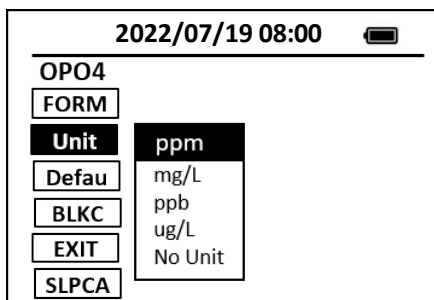 2022/07/19 08:00
OPO4
FORM
Unit
Defau
BLKC
EXIT
SLPCA
ppm
mg/L
ppb
ug/L
No Unit